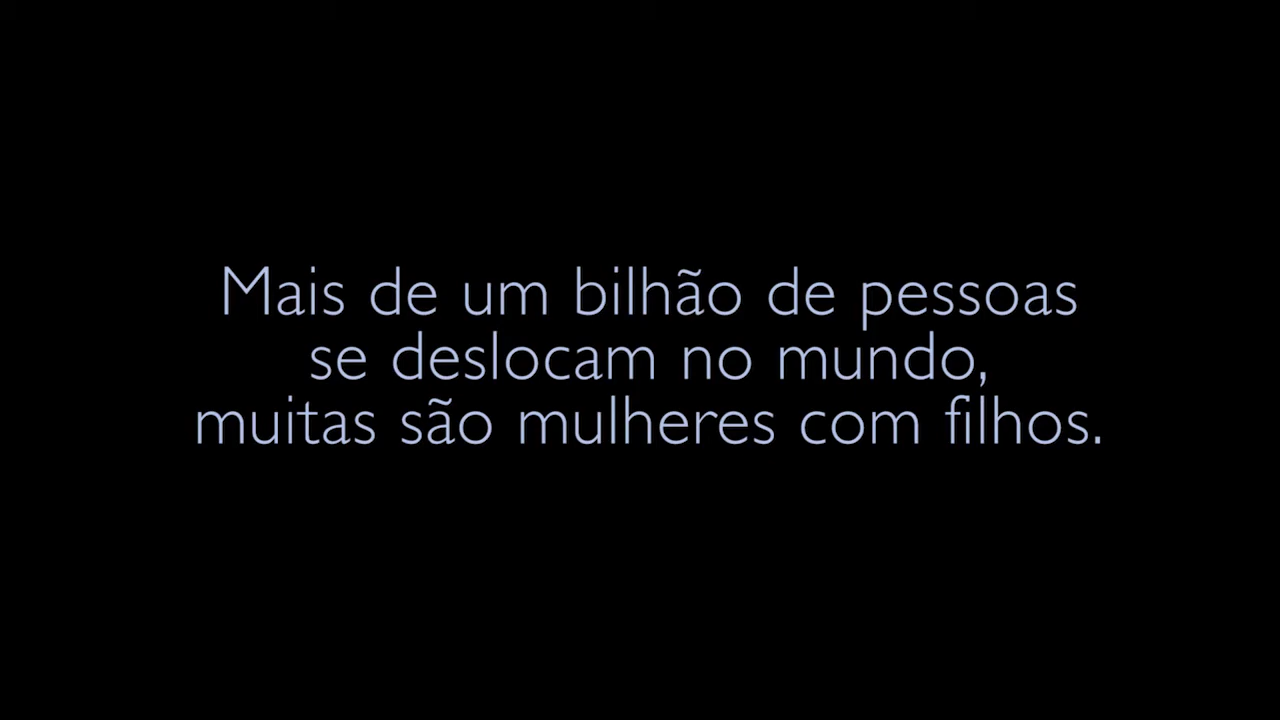 Mais de um bilhão de pessoas
se deslocam no mundo,
muitas são mulheres com filhos.